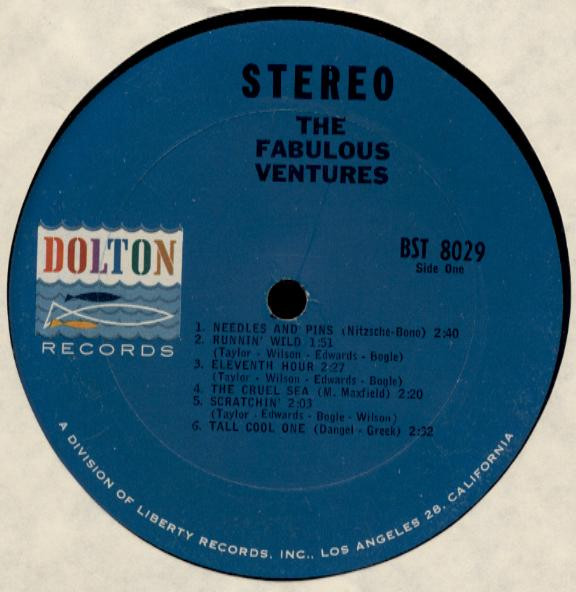 STEREO
THE
FABULOUS
VENTURES
BST 8029
Side One
DOLTON
RECORDS
1. NEEDLES AND PINS (Nitzsche-Bono) 2:40
2. RUNNIN' WILD 1:51
(Taylor - Wilson - Edwards - Bogle)
3. ELEVENTH HOUR 2:27
(Taylor - Wilson - Edwards - Bogle)
4. THE CRUEL SEA (M. Maxfield) 2:20
5. SCRATCHIN' 2:03
(Taylor - Edwards - Bogle - Wilson)
6. TALL COOL ONE (Dangel - Greek) 2:32
A DIVISION OF LIBERTY RECORDS, INC., LOS ANGELES 28, CALIFORNIA